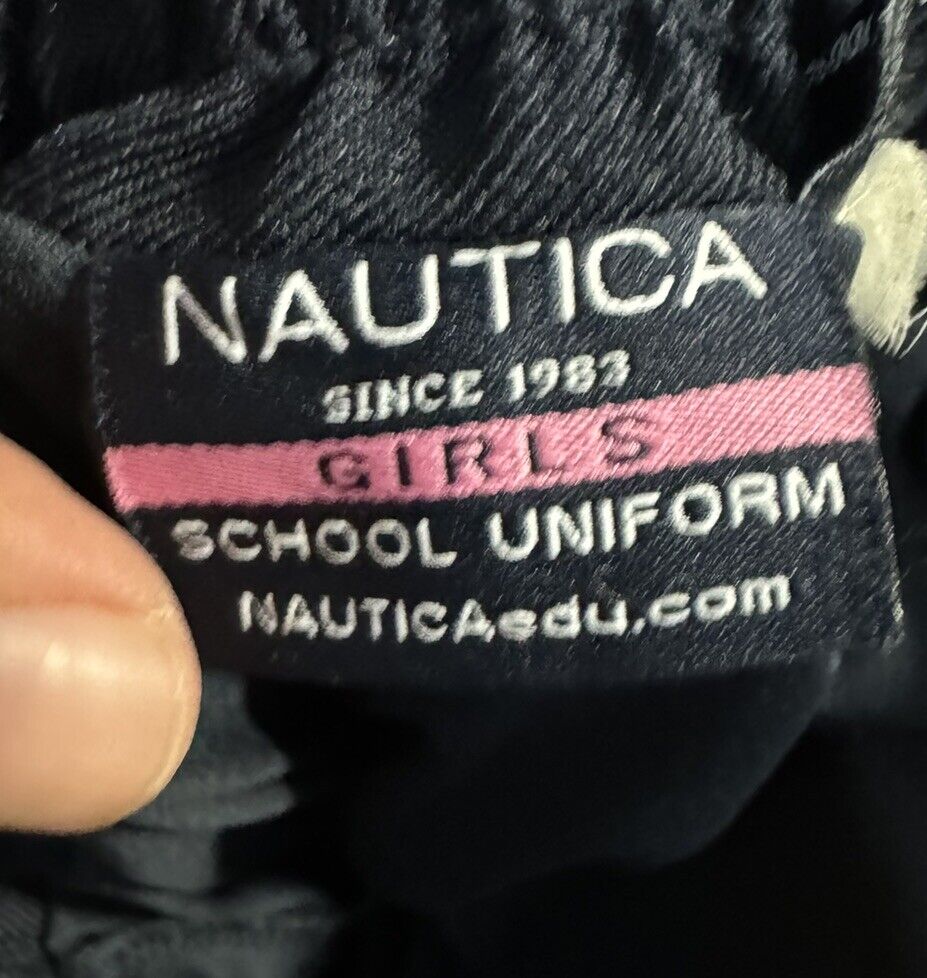 NAUTICA
SINCE 1983
GIRLS
SCHOOL UNIFORM
NAUTICAedu.com